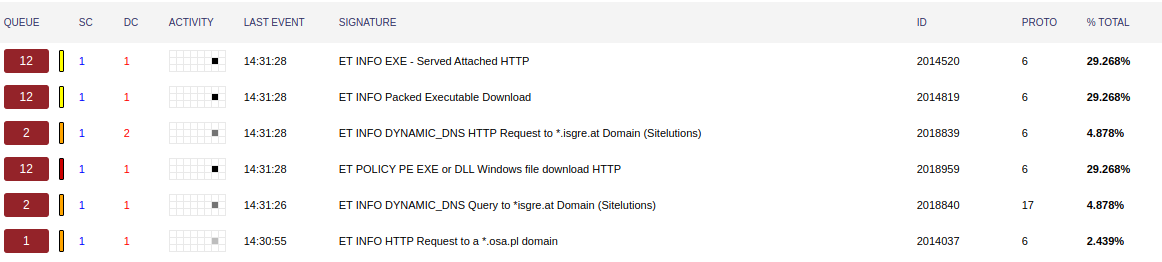 QUEUE SC DC ACTIVITY LAST EVENT SIGNATURE ID PROTO % TOTAL
12 1 1 14:31:28 ET INFO EXE - Served Attached HTTP 2014520 6 29.268%
12 1 1 14:31:28 ET INFO Packed Executable Download 2014819 6 29.268%
2 1 2 14:31:28 ET INFO DYNAMIC_DNS HTTP Request to *.isgre.at Domain (Sitelutions) 2018839 6 4.878%
12 1 1 14:31:28 ET POLICY PE EXE or DLL Windows file download HTTP 2018959 6 29.268%
2 1 1 14:31:26 ET INFO DYNAMIC_DNS Query to *isgre.at Domain (Sitelutions) 2018840 17 4.878%
1 1 1 14:30:55 ET INFO HTTP Request to a *.osa.pl domain 2014037 6 2.439%